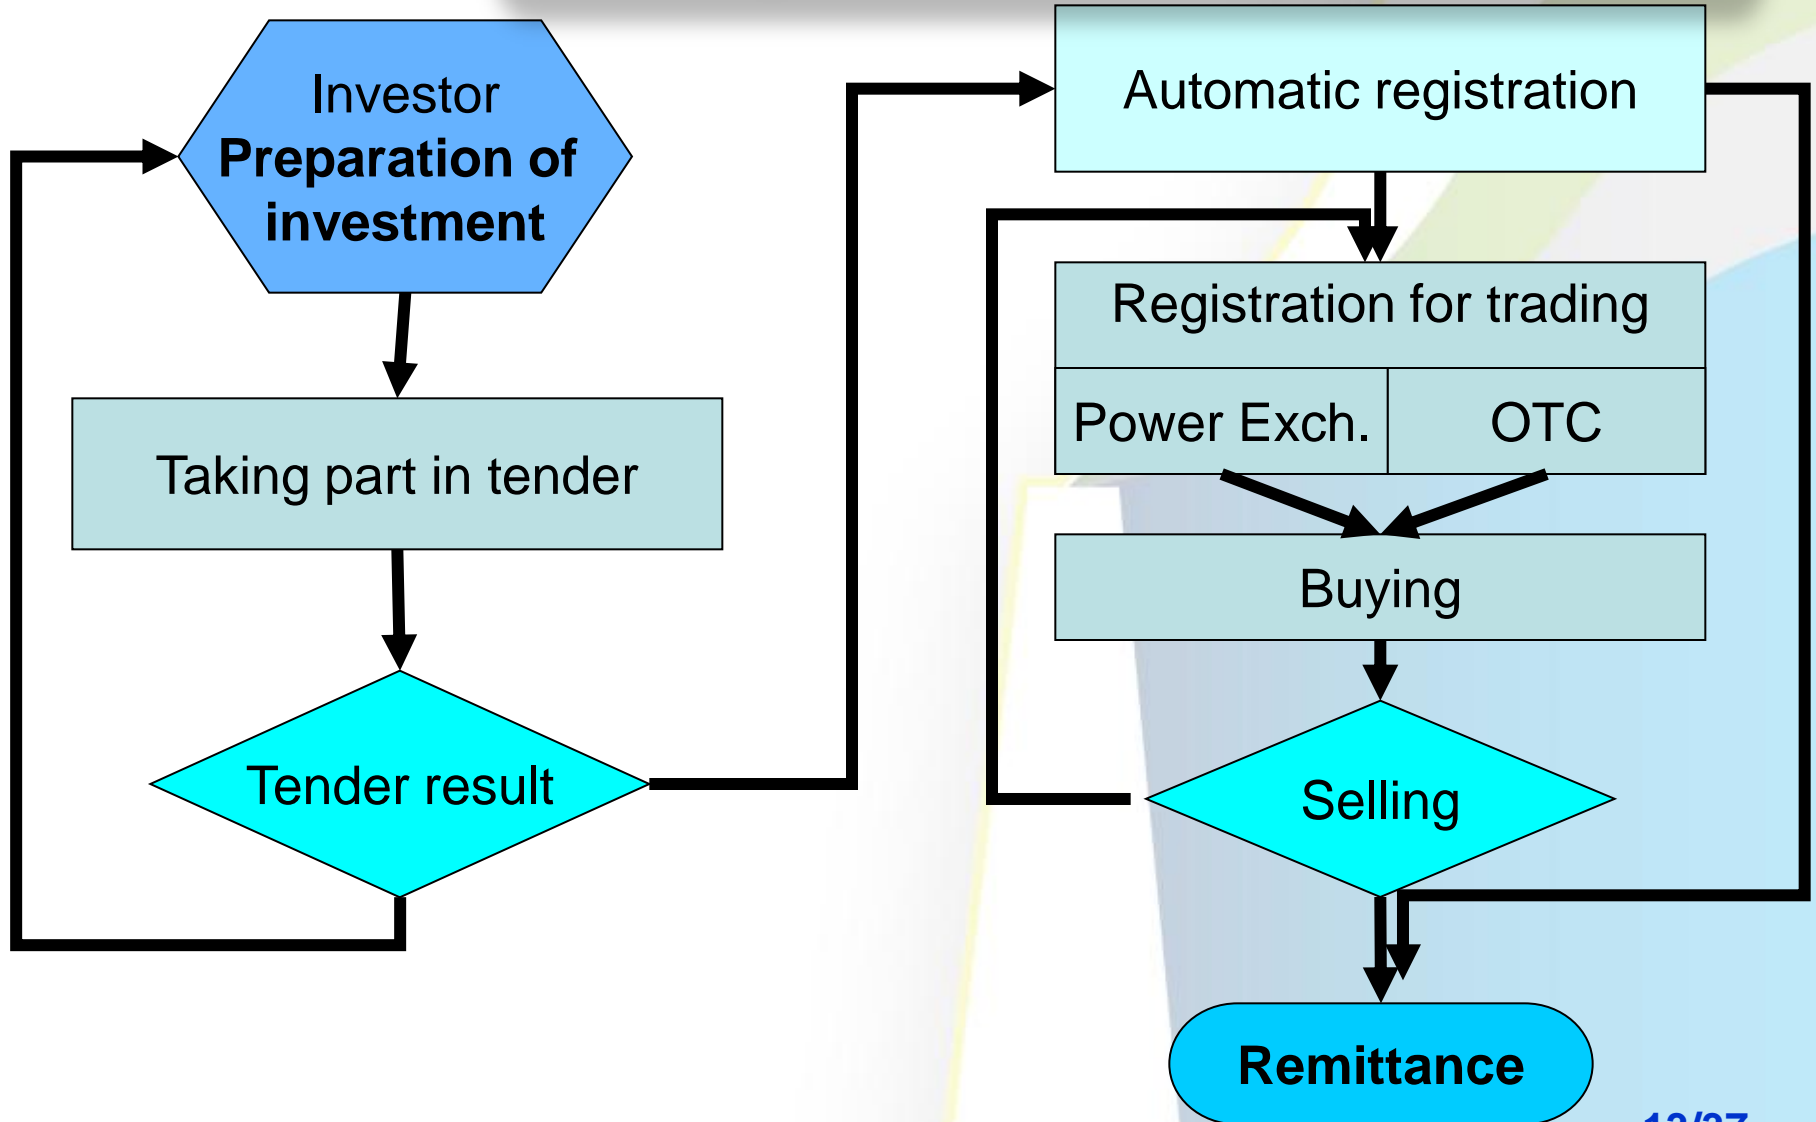 Investor
Preparation of
investment
Taking part in tender
Tender result
Automatic registration
Registration for trading
Power Exch.
OTC
Buying
Selling
Remittance